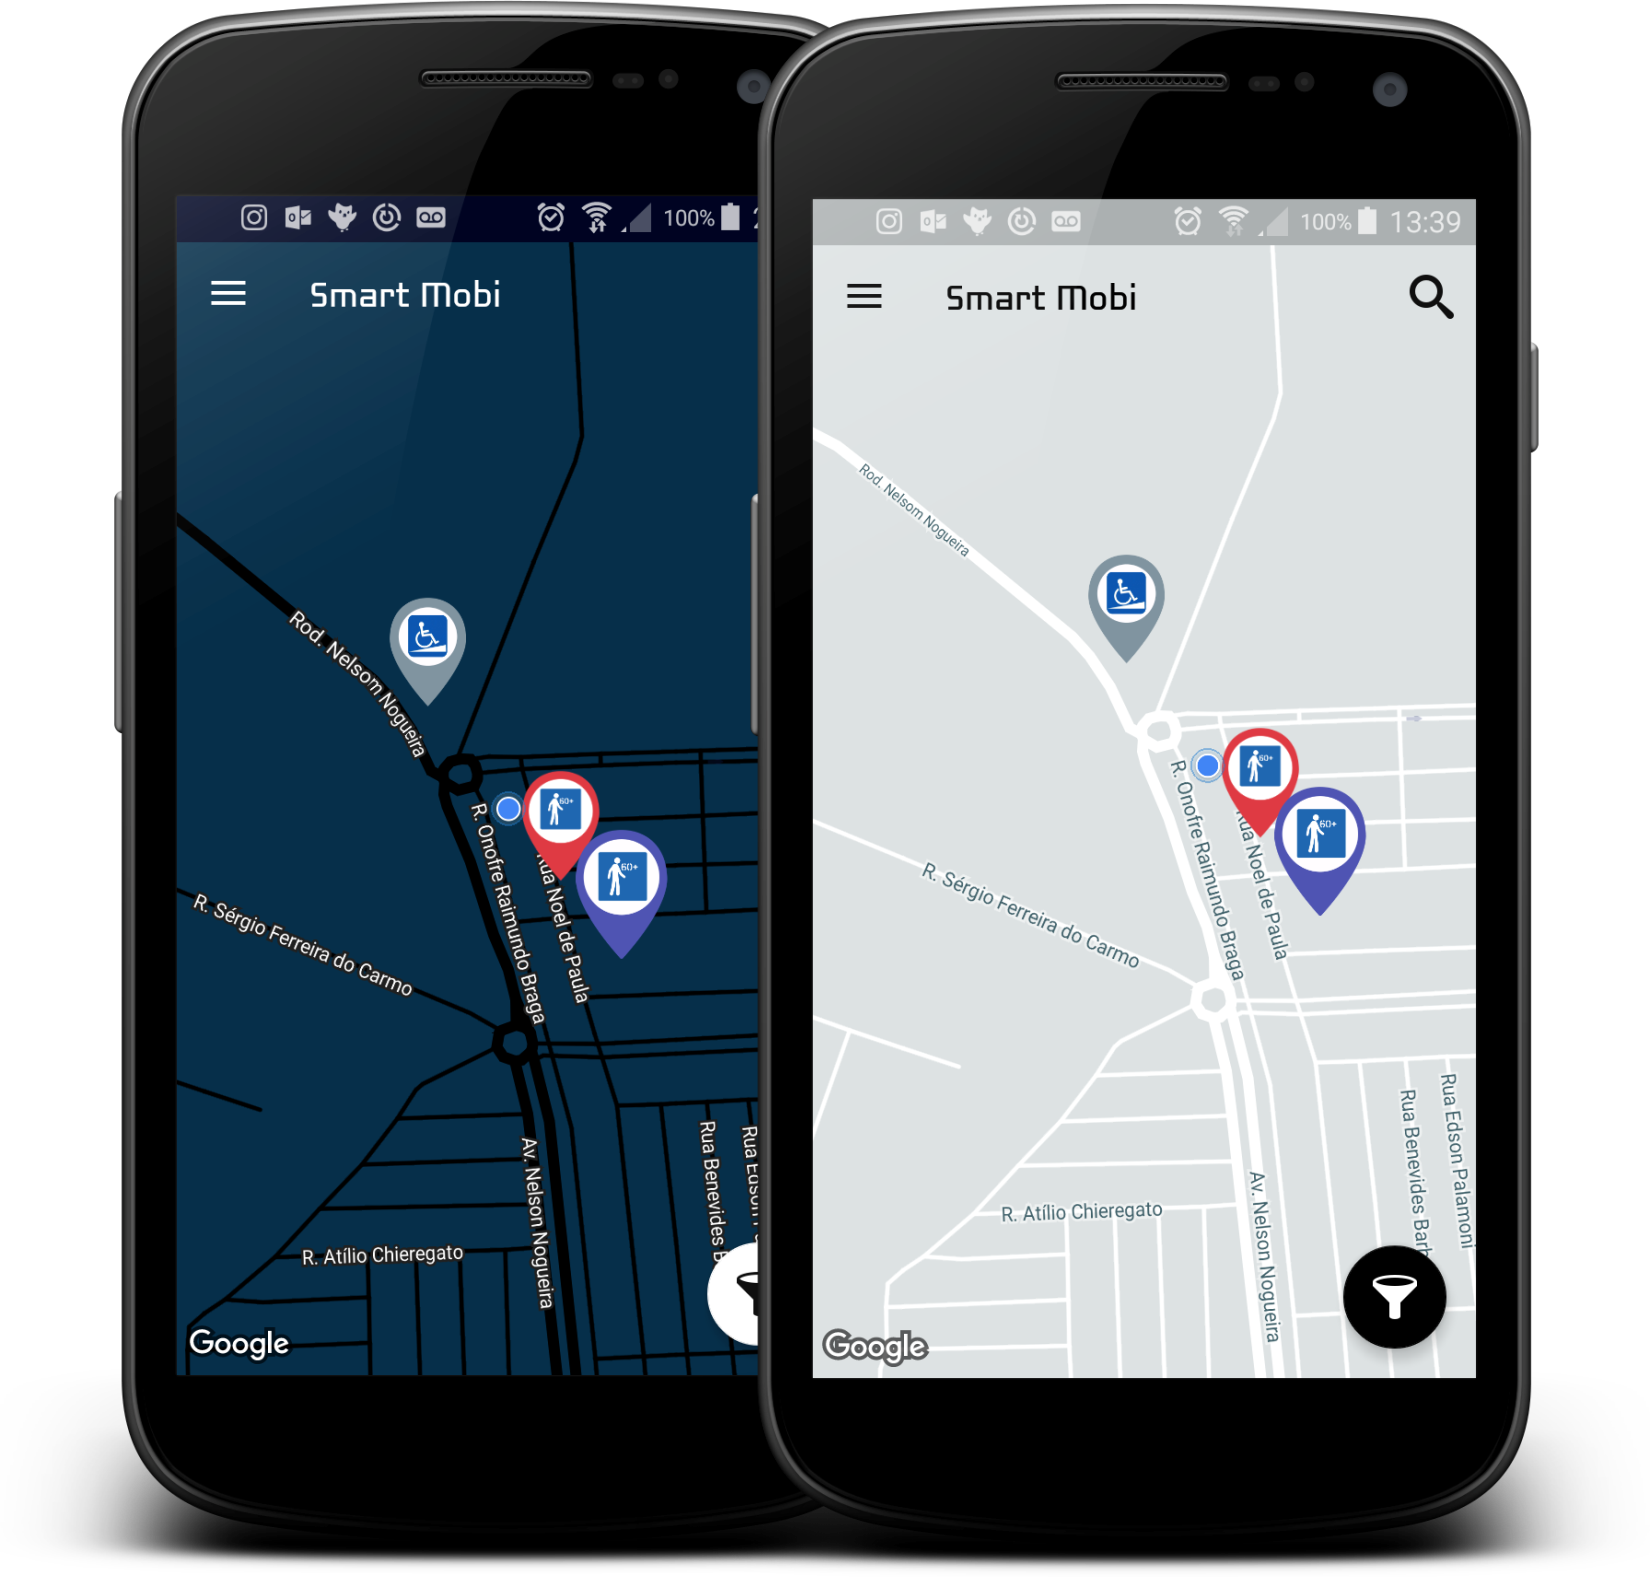 100%
Smart Mobi
Rod. Nelsom Nogueira
60+
60+
R. Onofre Raimundo Braga
Rua Noel de Paula
R. Sérgio Ferreira do Carmo
Av. Nelson Nogueira
Rua Benevides
R. Atílio Chieregato
Google
100% 13:39
Smart Mobi
Rod. Nelsom Nogueira
60+
60+
R. Onofre Raimundo Braga
Rua Noel de Paula
R. Sérgio Ferreira do Carmo
Rua Edson Palamoni
Rua Benevides Barb
R. Atílio Chieregato
Av. Nelson Nogueira
Google